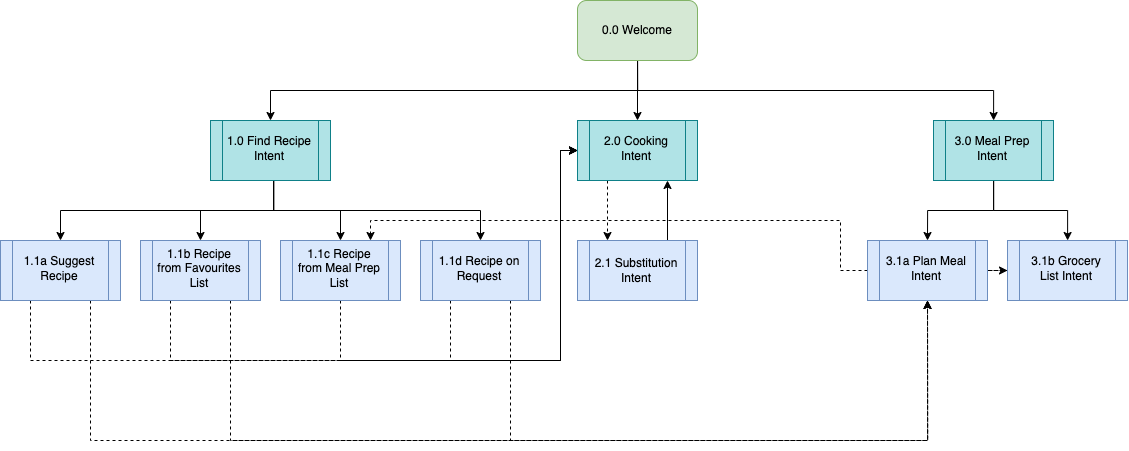 0.0 Welcome
1.0 Find Recipe
Intent
2.0 Cooking
Intent
3.0 Meal Prep
Intent
1.1a Suggest
Recipe
1.1b Recipe
from Favourites
List
1.1c Recipe
from Meal Prep
List
1.1d Recipe on
Request
2.1 Substitution
Intent
3.1a Plan Meal
Intent
3.1b Grocery
List Intent